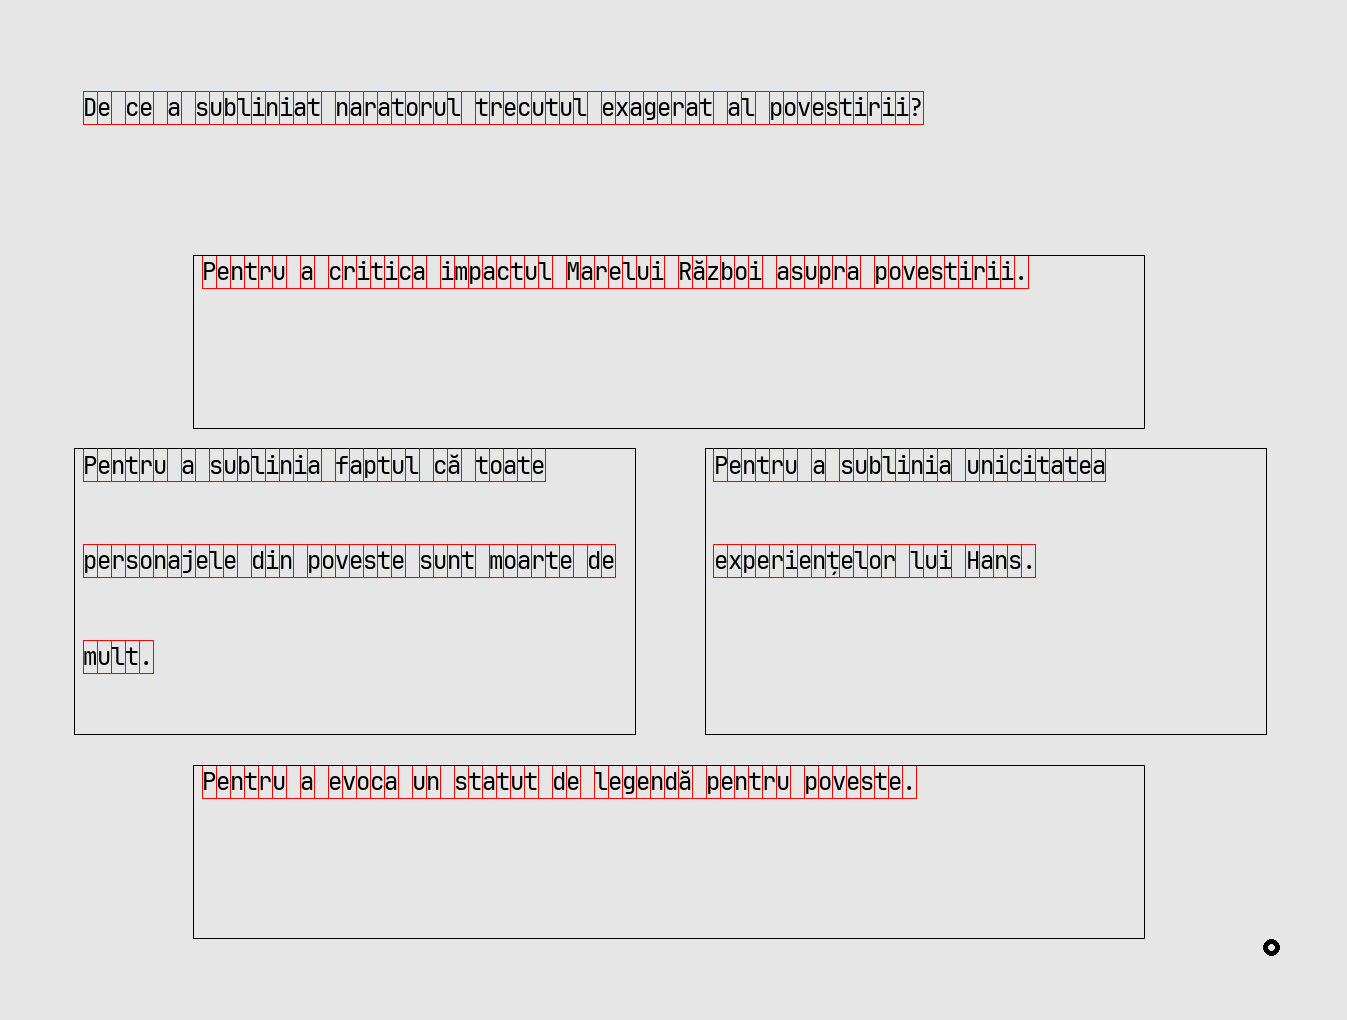 De ce a subliniat naratorul trecutul exagerat al povestirii?
Pentru a critica impactul Marelui Război asupra povestirii.
Pentru a sublinia faptul că toate
personajele din poveste sunt moarte de
mult.
Pentru a sublinia unicitatea
experiențelor lui Hans.
Pentru a evoca un statut de legendă pentru poveste.